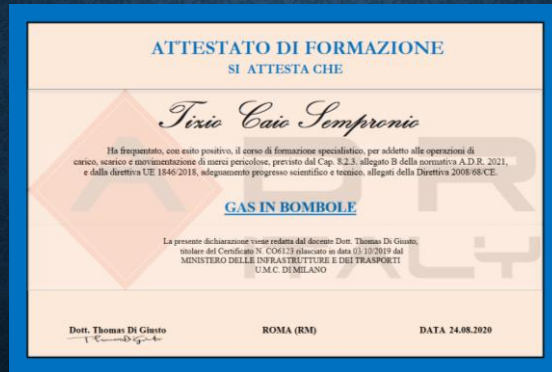 ATTESTATO DI FORMAZIONE
SI ATTESTA CHE
Tizio Caio Sempronio
Ha frequentato, con esito positivo, il corso di formazione specialistico, per addetto alle operazioni di
carico, scarico e movimentazione di merci pericolose, previsto dal Cap. 8.2.3, allegato B della normativa A.D.R. 2021,
e dalla direttiva UE 1846/2018, adeguamento progresso scientifico e tecnico, allegati della Direttiva 2008/68/CE.
GAS IN BOMBOLE
La presente dichiarazione viene redatta dal docente Dott. Thomas Di Giusto,
titolare del Certificato N. CO6123 rilasciato in data 03/10/2019 dal
MINISTERO DELLE INFRASTRUTTURE E DEI TRASPORTI
U.M.C. DI MILANO
ADR
ITALY
Dott. Thomas Di Giusto ROMA (RM) DATA 24.08.2020